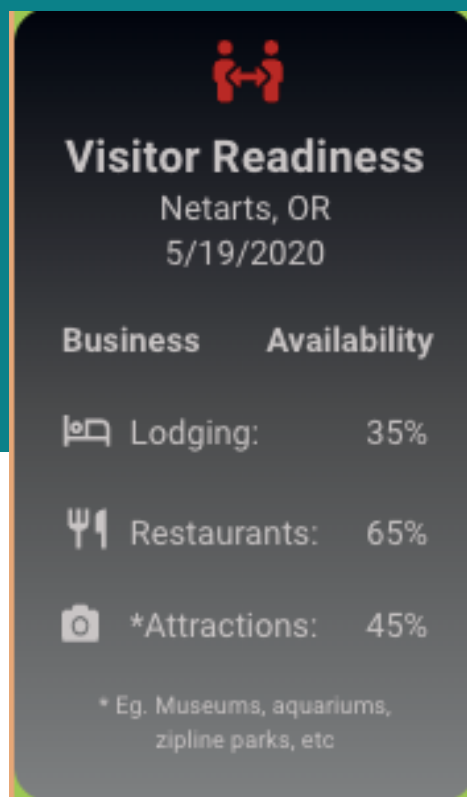 Visitor Readiness
Netarts, OR
5/19/2020
Business Availability
Lodging: 35%
Restaurants: 65%
*Attractions: 45%
* Eg. Museums, aquariums,
zipline parks, etc